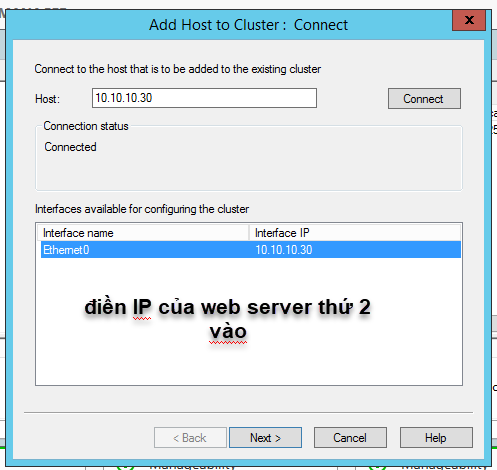 Add Host to Cluster : Connect
x
Connect to the host that is to be added to the existing cluster
Host:
10.10.10.30
Connect
Connection status
Connected
Interfaces available for configuring the cluster
Interface name Interface IP
Ethernet0 10.10.10.30
điền IP của web server thứ 2
vào
< Back Next > Cancel Help
Manageability Manageability